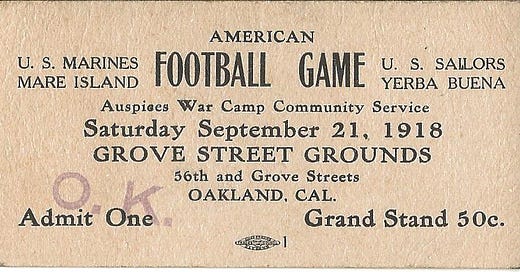 AMERICAN
U. S. MARINES
MARE ISLAND
FOOTBALL GAME
U. S. SAILORS
YERBA BUENA
Auspices War Camp Community Service
Saturday September 21, 1918
GROVE STREET GROUNDS
56th and Grove Streets
OAKLAND, CAL.
O. K.
Admit One
Grand Stand 50c.
1